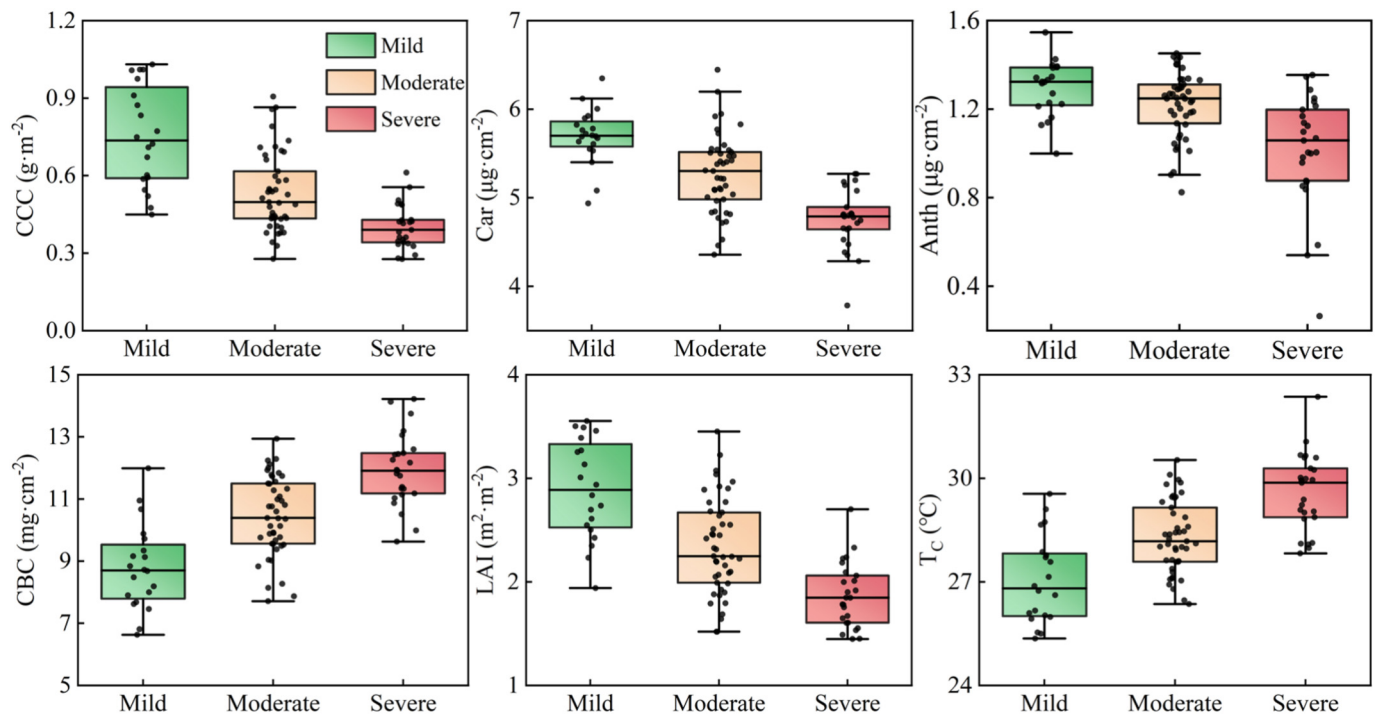 1.2
0.9
0.6
0.3
0.0
CCC (g·m⁻²)
Mild
Moderate
Severe
Mild
Moderate
Severe
7
6
5
4
Car (μg·cm⁻²)
Mild
Moderate
Severe
1.6
1.2
0.8
0.4
Anth (μg·cm⁻²)
Mild
Moderate
Severe
15
13
11
9
7
5
CBC (mg·cm⁻²)
Mild
Moderate
Severe
4
3
2
1
LAI (m²·m⁻²)
Mild
Moderate
Severe
33
30
27
24
T_C (℃)
Mild
Moderate
Severe